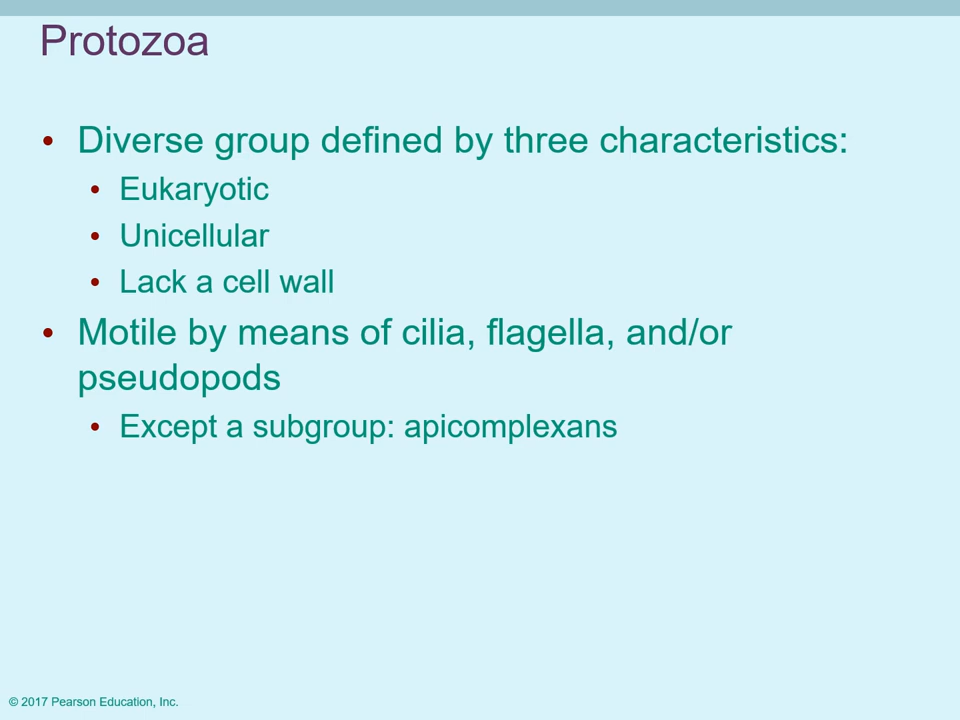 Protozoa
• Diverse group defined by three characteristics:
• Eukaryotic
• Unicellular
• Lack a cell wall
• Motile by means of cilia, flagella, and/or
pseudopods
• Except a subgroup: apicomplexans
© 2017 Pearson Education, Inc.